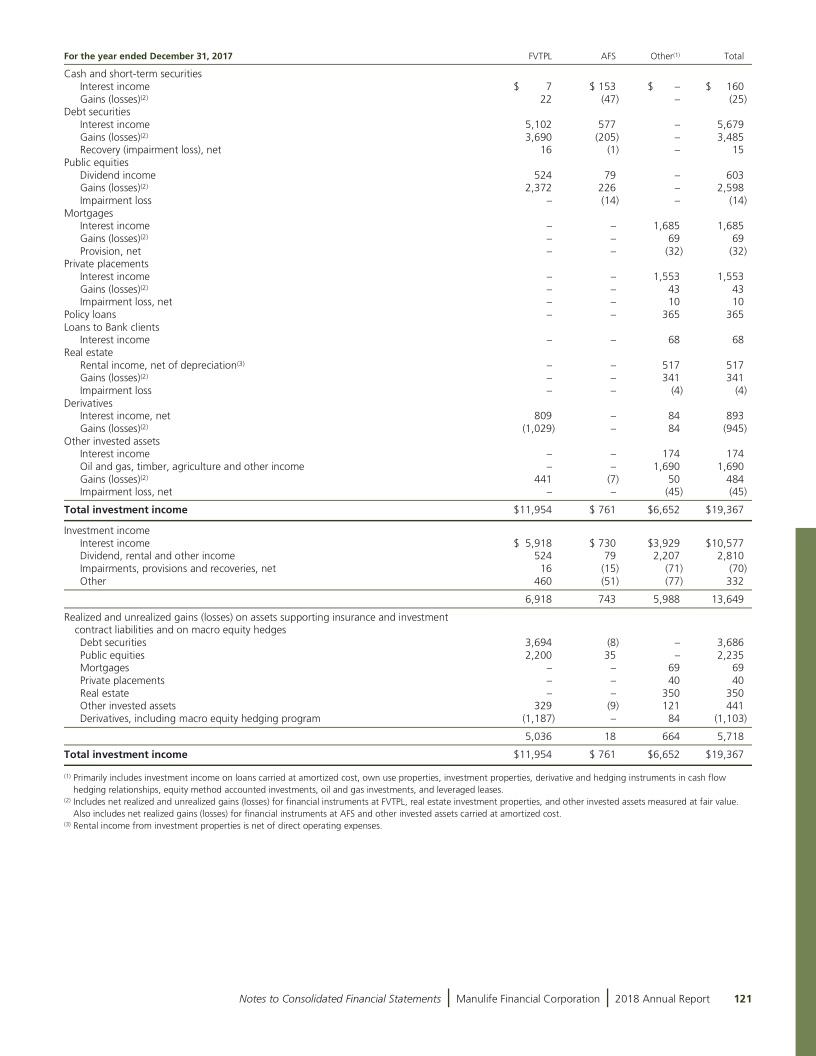 For the year ended December 31, 2017 FVTPL AFS Other(1) Total
Cash and short-term securities
Interest income $ 7 $ 153 $ – $ 160
Gains (losses)(2) 22 (47) – (25)
Debt securities
Interest income 5,102 577 – 5,679
Gains (losses)(2) 3,690 (205) – 3,485
Recovery (impairment loss), net 16 (1) – 15
Public equities
Dividend income 524 79 – 603
Gains (losses)(2) 2,372 226 – 2,598
Impairment loss – (14) – (14)
Mortgages
Interest income – – 1,685 1,685
Gains (losses)(2) – – 69 69
Provision, net – – (32) (32)
Private placements
Interest income – – 1,553 1,553
Gains (losses)(2) – – 43 43
Impairment loss, net – – 10 10
Policy loans – – 365 365
Loans to Bank clients
Interest income – – 68 68
Real estate
Rental income, net of depreciation(3) – – 517 517
Gains (losses)(2) – – 341 341
Impairment loss – – (4) (4)
Derivatives
Interest income, net 809 – 84 893
Gains (losses)(2) (1,029) – 84 (945)
Other invested assets
Interest income – – 174 174
Oil and gas, timber, agriculture and other income – – 1,690 1,690
Gains (losses)(2) 441 (7) 50 484
Impairment loss, net – – (45) (45)
Total investment income $11,954 $ 761 $6,652 $19,367
Investment income
Interest income $ 5,918 $ 730 $3,929 $10,577
Dividend, rental and other income 524 79 2,207 2,810
Impairments, provisions and recoveries, net 16 (15) (71) (70)
Other 460 (51) (77) 332
6,918 743 5,988 13,649
Realized and unrealized gains (losses) on assets supporting insurance and investment
contract liabilities and on macro equity hedges
Debt securities 3,694 (8) – 3,686
Public equities 2,200 35 – 2,235
Mortgages – – 69 69
Private placements – – 40 40
Real estate – – 350 350
Other invested assets 329 (9) 121 441
Derivatives, including macro equity hedging program (1,187) – 84 (1,103)
5,036 18 664 5,718
Total investment income $11,954 $ 761 $6,652 $19,367
(1) Primarily includes investment income on loans carried at amortized cost, own use properties, investment properties, derivative and hedging instruments in cash flow
hedging relationships, equity method accounted investments, oil and gas investments, and leveraged leases.
(2) Includes net realized and unrealized gains (losses) for financial instruments at FVTPL, real estate investment properties, and other invested assets measured at fair value.
Also includes net realized gains (losses) for financial instruments at AFS and other invested assets carried at amortized cost.
(3) Rental income from investment properties is net of direct operating expenses.
Notes to Consolidated Financial Statements | Manulife Financial Corporation | 2018 Annual Report 121